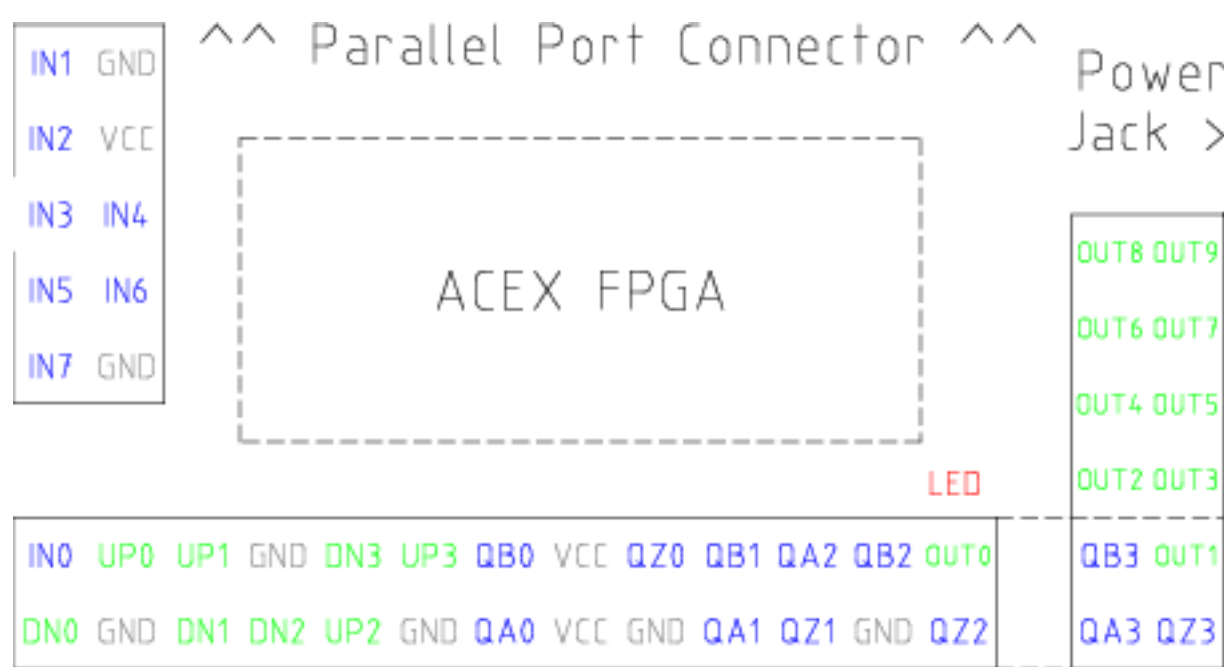 ^^ Parallel Port Connector ^^
Power
Jack >
IN1 GND
IN2 VCC
IN3 IN4
IN5 IN6
IN7 GND
ACEX FPGA
OUT8 OUT9
OUT6 OUT7
OUT4 OUT5
OUT2 OUT3
LED
IN0 UP0 UP1 GND DN3 UP3 QB0 VCC QZ0 QB1 QA2 QB2 OUT0 QB3 OUT1
DN0 GND DN1 DN2 UP2 GND QA0 VCC GND QA1 QZ1 GND QZ2 QA3 QZ3